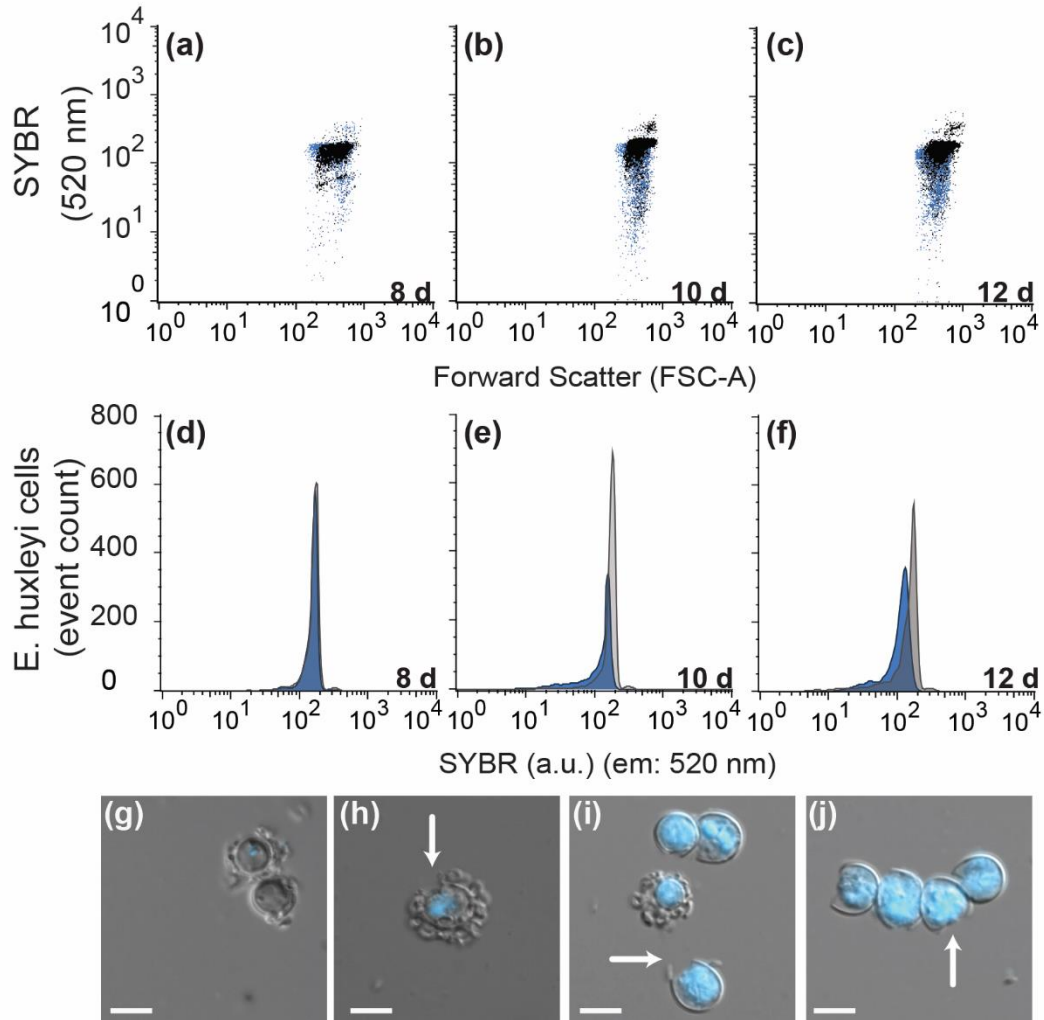 (a) (b) (c)
10^4
10^3
10^2
10^1
10^0
SYBR
(520 nm)
8 d 10 d 12 d
10^0 10^1 10^2 10^3 10^4 10^0 10^1 10^2 10^3 10^4 10^0 10^1 10^2 10^3 10^4
Forward Scatter (FSC-A)
(d) (e) (f)
800
600
400
200
0
E. huxleyi cells
(event count)
8 d 10 d 12 d
10^0 10^1 10^2 10^3 10^4 10^0 10^1 10^2 10^3 10^4 10^0 10^1 10^2 10^3 10^4
SYBR (a.u.) (em: 520 nm)
(g) (h) (i) (j)